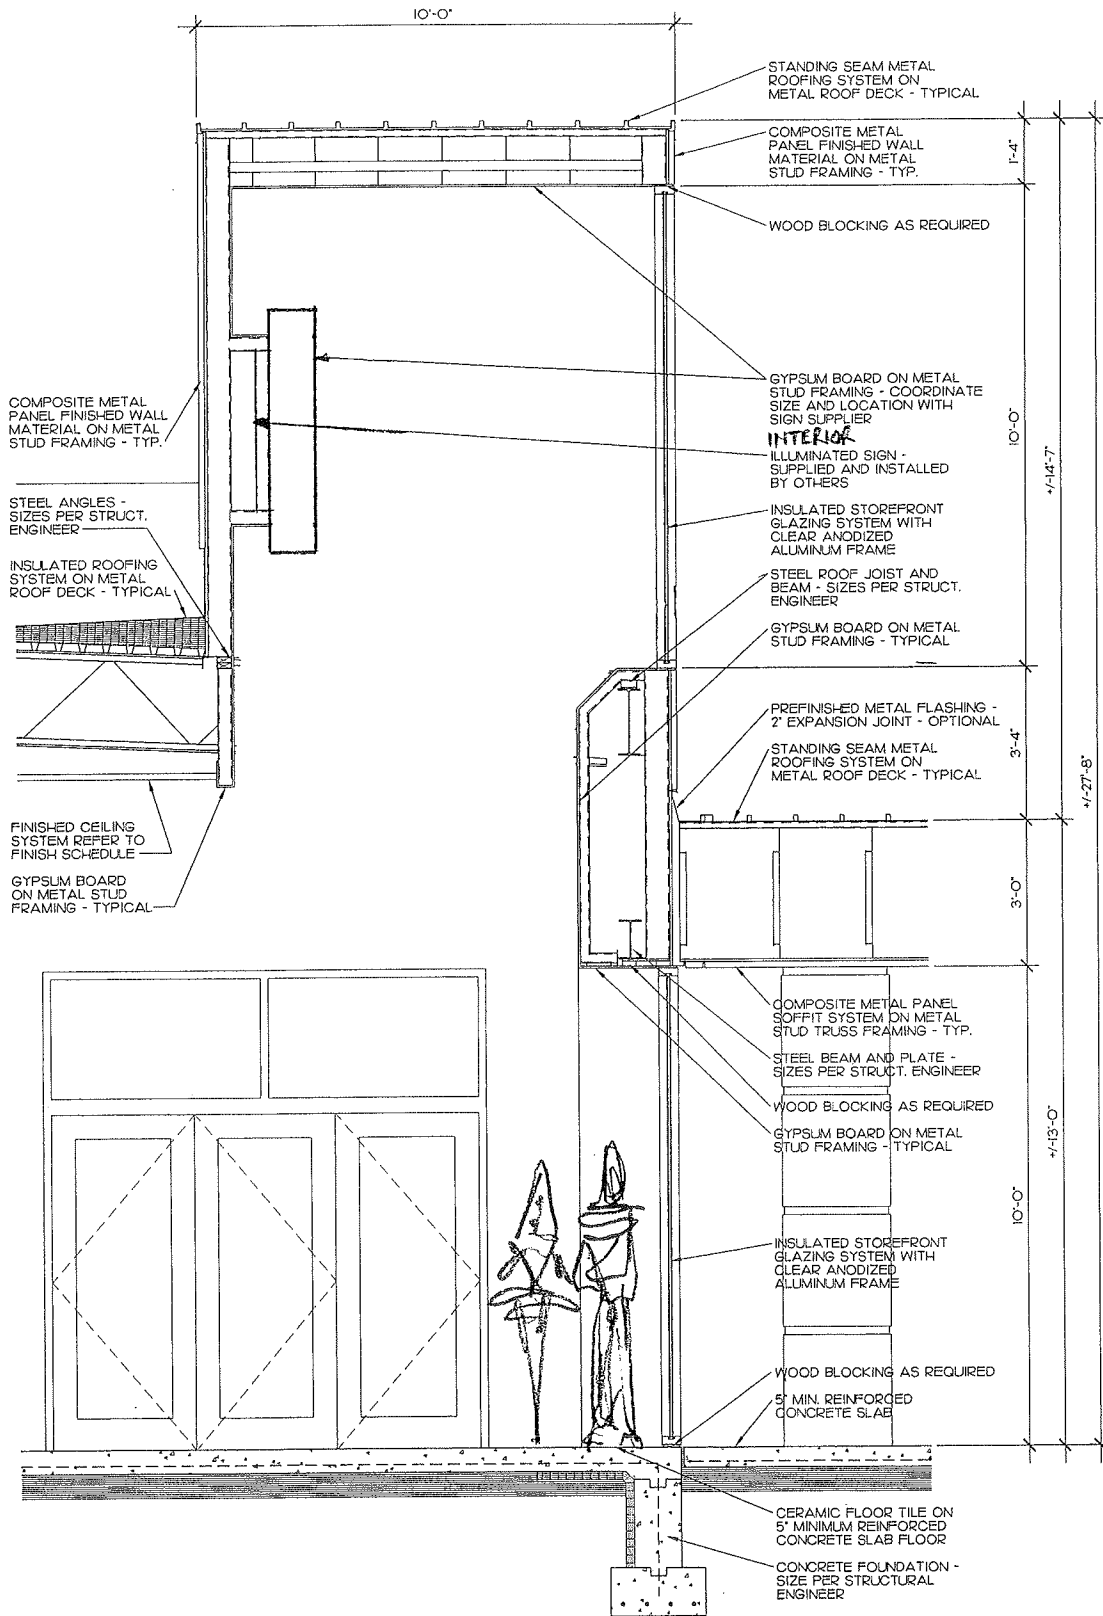 10'-0"
STANDING SEAM METAL
ROOFING SYSTEM ON
METAL ROOF DECK - TYPICAL
COMPOSITE METAL
PANEL FINISHED WALL
MATERIAL ON METAL
STUD FRAMING - TYP.
1'-4"
WOOD BLOCKING AS REQUIRED
GYPSUM BOARD ON METAL
STUD FRAMING - COORDINATE
SIZE AND LOCATION WITH
SIGN SUPPLIER
INTERIOR
ILLUMINATED SIGN -
SUPPLIED AND INSTALLED
BY OTHERS
10'-0"
+/-14'-7"
INSULATED STOREFRONT
GLAZING SYSTEM WITH
CLEAR ANODIZED
ALUMINUM FRAME
STEEL ROOF JOIST AND
BEAM - SIZES PER STRUCT.
ENGINEER
GYPSUM BOARD ON METAL
STUD FRAMING - TYPICAL
COMPOSITE METAL
PANEL FINISHED WALL
MATERIAL ON METAL
STUD FRAMING - TYP.
STEEL ANGLES -
SIZES PER STRUCT.
ENGINEER
INSULATED ROOFING
SYSTEM ON METAL
ROOF DECK - TYPICAL
PREFINISHED METAL FLASHING -
2" EXPANSION JOINT - OPTIONAL
STANDING SEAM METAL
ROOFING SYSTEM ON
METAL ROOF DECK - TYPICAL
3'-4"
+/-27'-8"
FINISHED CEILING
SYSTEM REFER TO
FINISH SCHEDULE
GYPSUM BOARD
ON METAL STUD
FRAMING - TYPICAL
3'-0"
COMPOSITE METAL PANEL
SOFFIT SYSTEM ON METAL
STUD TRUSS FRAMING - TYP.
STEEL BEAM AND PLATE -
SIZES PER STRUCT. ENGINEER
WOOD BLOCKING AS REQUIRED
GYPSUM BOARD ON METAL
STUD FRAMING - TYPICAL
+/-13'-0"
10'-0"
INSULATED STOREFRONT
GLAZING SYSTEM WITH
CLEAR ANODIZED
ALUMINUM FRAME
WOOD BLOCKING AS REQUIRED
5" MIN. REINFORCED
CONCRETE SLAB
CERAMIC FLOOR TILE ON
5" MINIMUM REINFORCED
CONCRETE SLAB FLOOR
CONCRETE FOUNDATION -
SIZE PER STRUCTURAL
ENGINEER